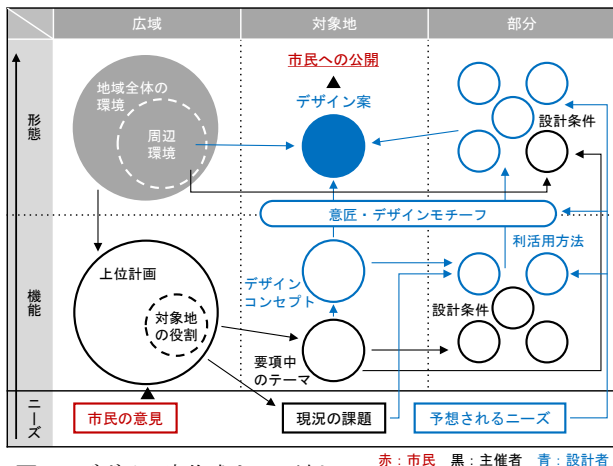 広域
対象地
部分
形態
機能
ニーズ
地域全体の
環境
周辺
環境
市民への公開
デザイン案
設計条件
意匠・デザインモチーフ
上位計画
対象地
の役割
デザイン
コンセプト
要項中
のテーマ
利活用方法
設計条件
市民の意見
現況の課題
予想されるニーズ
赤：市民 黒：主催者 青：設計者